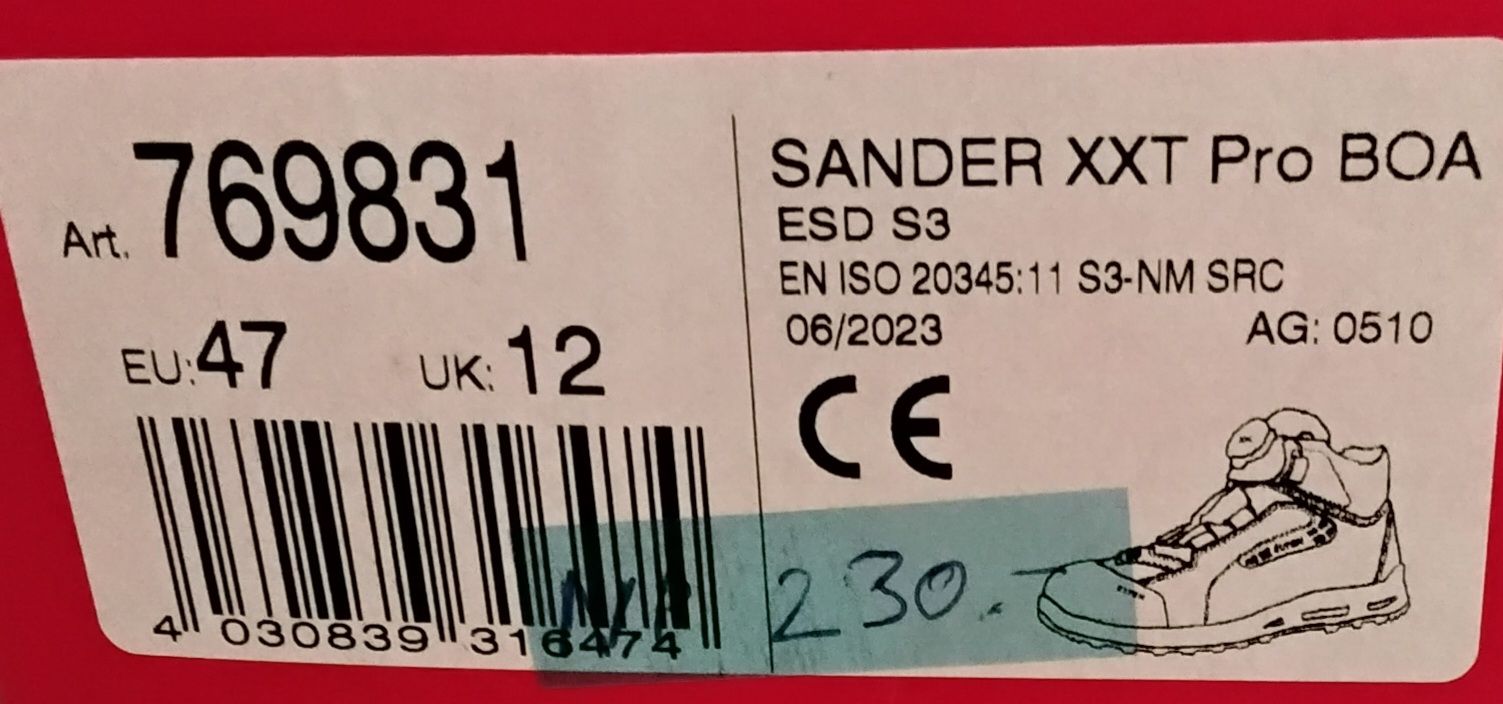 Art. 769831
EU: 47 UK: 12
4 030839 316474
SANDER XXT Pro BOA
ESD S3
EN ISO 20345:11 S3-NM SRC
06/2023 AG: 0510
CE
230.-